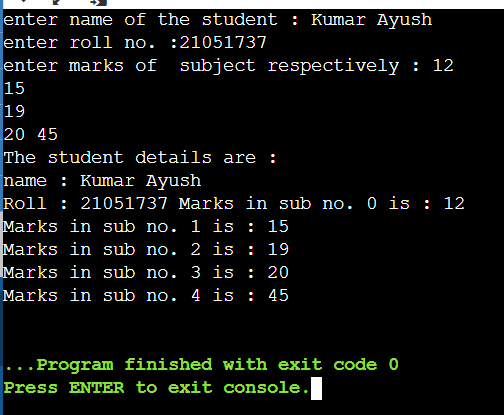 enter name of the student : Kumar Ayush
enter roll no. :21051737
enter marks of  subject respectively : 12
15
19
20 45
The student details are :
name : Kumar Ayush
Roll : 21051737 Marks in sub no. 0 is : 12
Marks in sub no. 1 is : 15
Marks in sub no. 2 is : 19
Marks in sub no. 3 is : 20
Marks in sub no. 4 is : 45
...Program finished with exit code 0
Press ENTER to exit console.